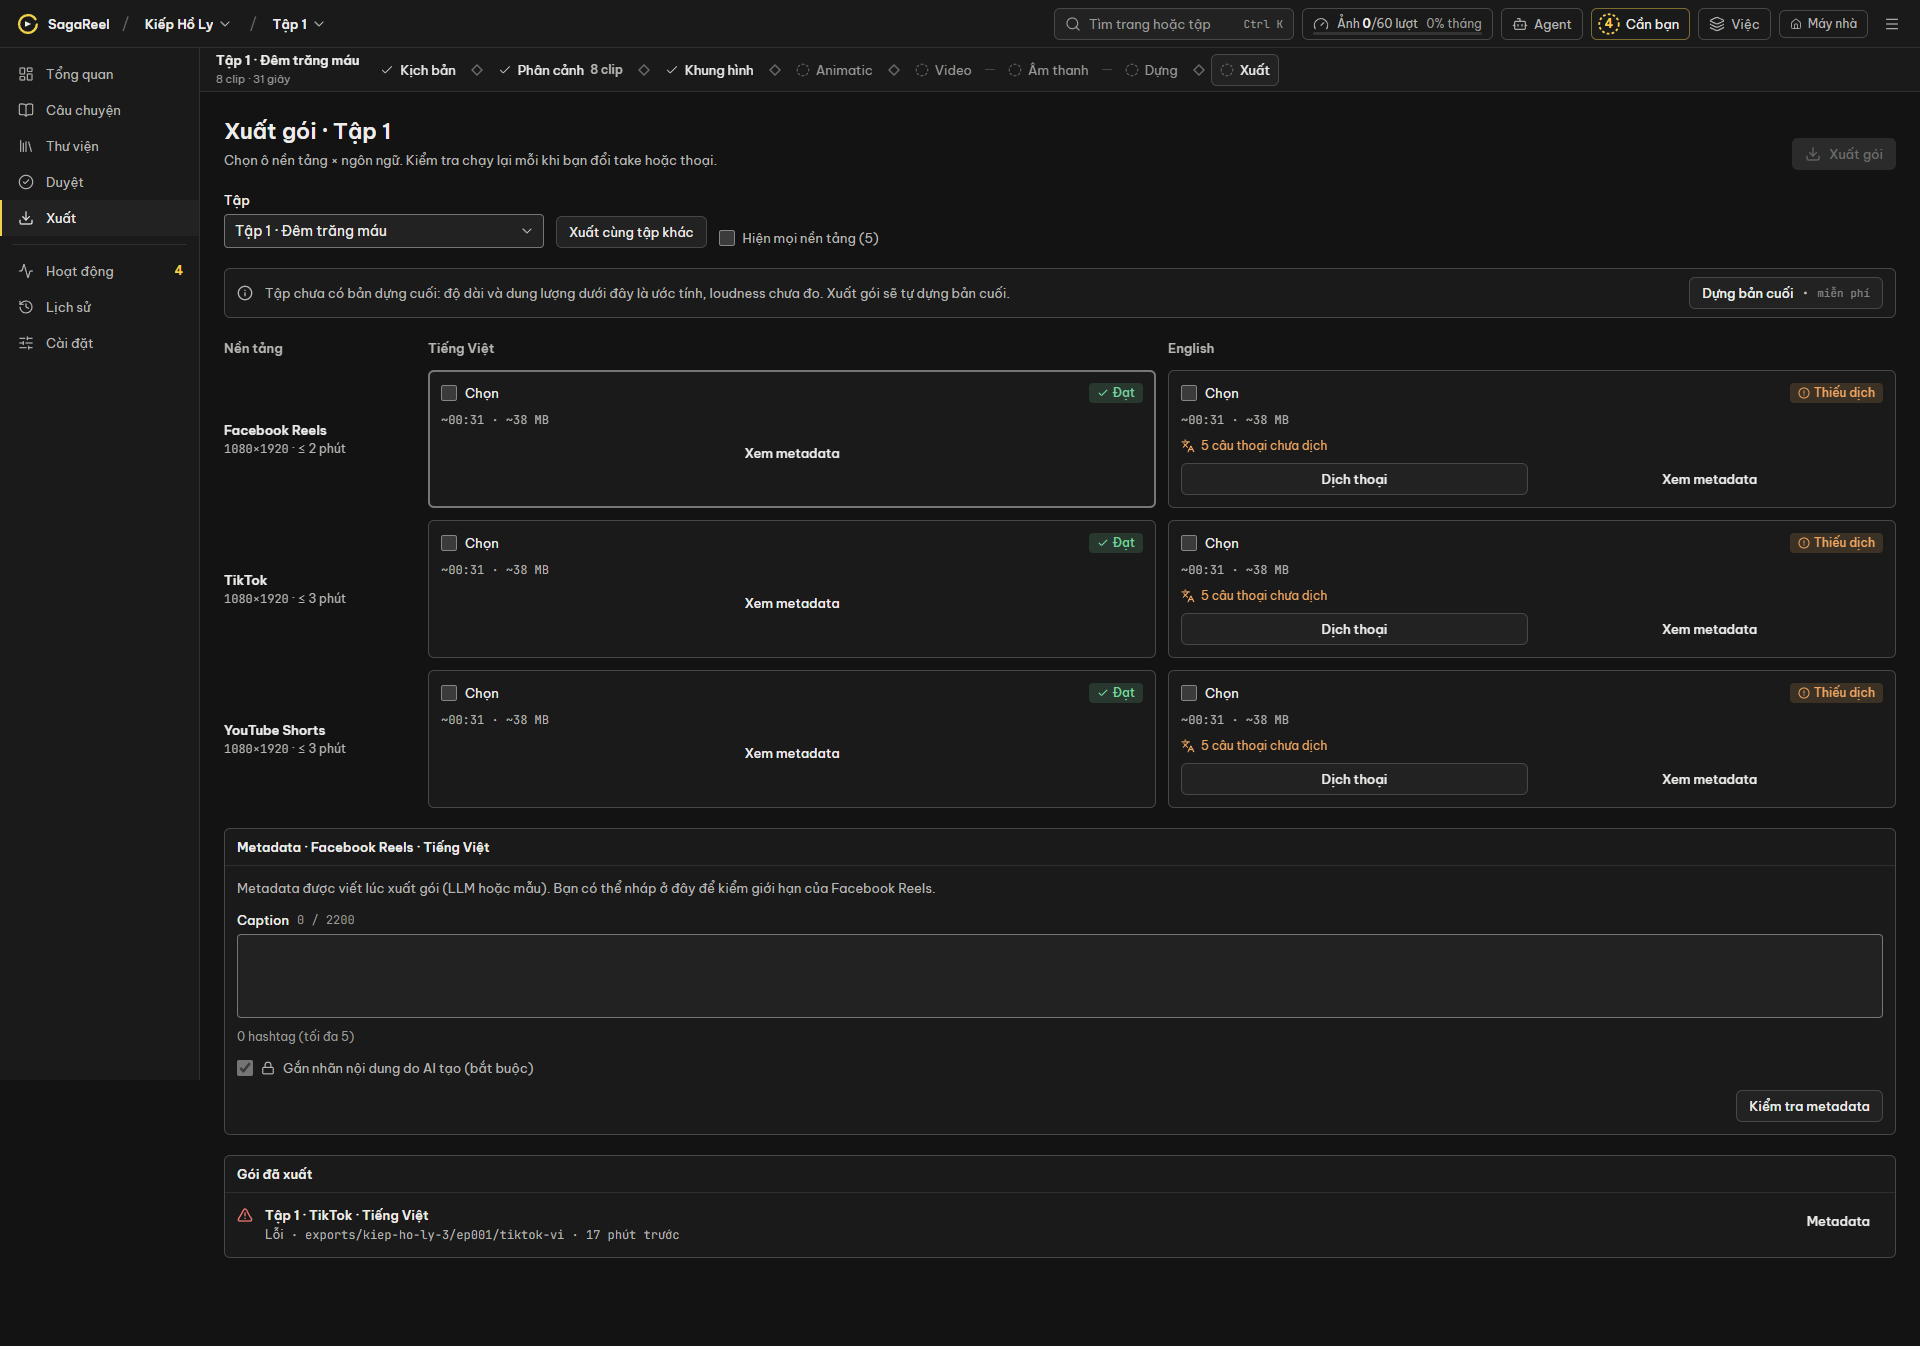 SagaReel / Kiếp Hồ Ly / Tập 1
Tìm trang hoặc tập Ctrl K
Ảnh 0/60 lượt 0% tháng
Agent
4 Cần bạn
Việc
Máy nhà
Tổng quan
Câu chuyện
Thư viện
Duyệt
Xuất
Hoạt động 4
Lịch sử
Cài đặt
Tập 1 · Đêm trăng máu
8 clip · 31 giây
Kịch bản
Phân cảnh 8 clip
Khung hình
Animatic
Video
Âm thanh
Dựng
Xuất
Xuất gói · Tập 1
Chọn ô nền tảng × ngôn ngữ. Kiểm tra chạy lại mỗi khi bạn đổi take hoặc thoại.
Xuất gói
Tập
Tập 1 · Đêm trăng máu
Xuất cùng tập khác
Hiện mọi nền tảng (5)
Tập chưa có bản dựng cuối: độ dài và dung lượng dưới đây là ước tính, loudness chưa đo. Xuất gói sẽ tự dựng bản cuối.
Dựng bản cuối · miễn phí
Nền tảng
Tiếng Việt
English
Facebook Reels
1080×1920 · ≤ 2 phút
Chọn
Đạt
~00:31 · ~38 MB
Xem metadata
Chọn
Thiếu dịch
~00:31 · ~38 MB
5 câu thoại chưa dịch
Dịch thoại
Xem metadata
TikTok
1080×1920 · ≤ 3 phút
Chọn
Đạt
~00:31 · ~38 MB
Xem metadata
Chọn
Thiếu dịch
~00:31 · ~38 MB
5 câu thoại chưa dịch
Dịch thoại
Xem metadata
YouTube Shorts
1080×1920 · ≤ 3 phút
Chọn
Đạt
~00:31 · ~38 MB
Xem metadata
Chọn
Thiếu dịch
~00:31 · ~38 MB
5 câu thoại chưa dịch
Dịch thoại
Xem metadata
Metadata · Facebook Reels · Tiếng Việt
Metadata được viết lúc xuất gói (LLM hoặc mẫu). Bạn có thể nháp ở đây để kiểm giới hạn của Facebook Reels.
Caption 0 / 2200
0 hashtag (tối đa 5)
Gắn nhãn nội dung do AI tạo (bắt buộc)
Kiểm tra metadata
Gói đã xuất
Tập 1 · TikTok · Tiếng Việt
Lỗi · exports/kiep-ho-ly-3/ep001/tiktok-vi · 17 phút trước
Metadata